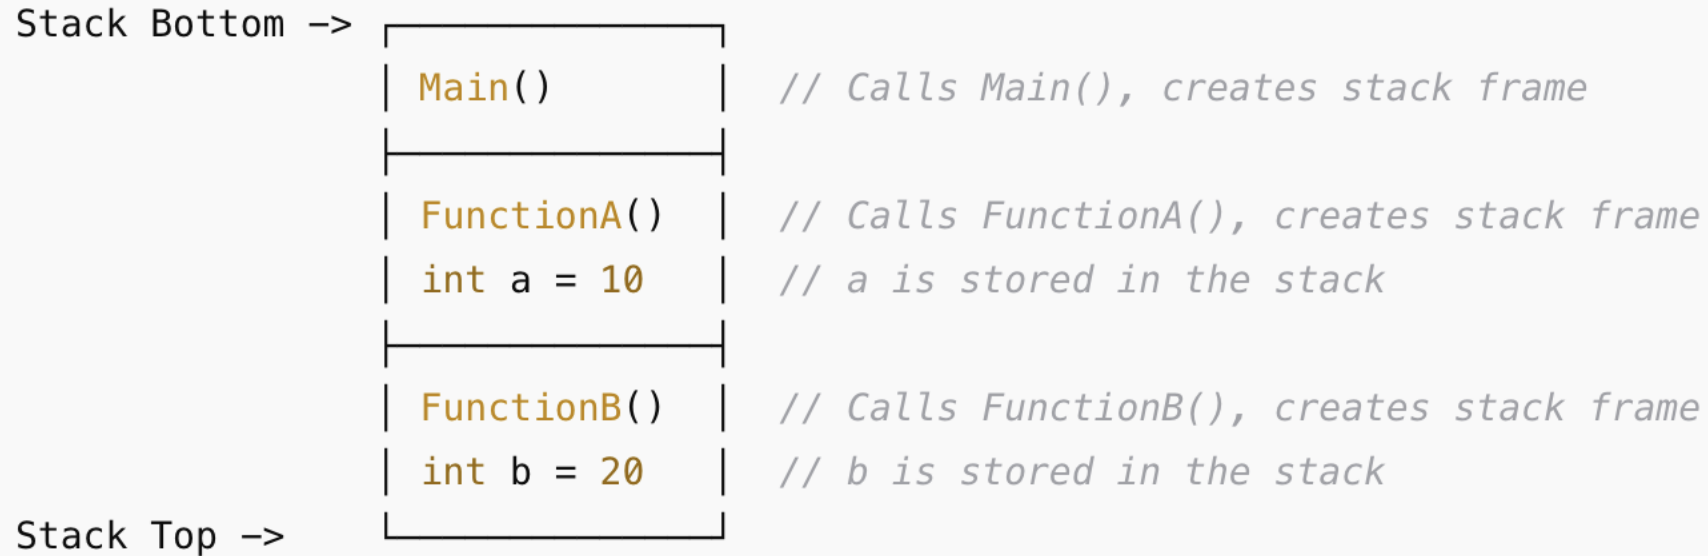 Stack Bottom ->
Main() // Calls Main(), creates stack frame
FunctionA() // Calls FunctionA(), creates stack frame
int a = 10 // a is stored in the stack
FunctionB() // Calls FunctionB(), creates stack frame
int b = 20 // b is stored in the stack
Stack Top ->